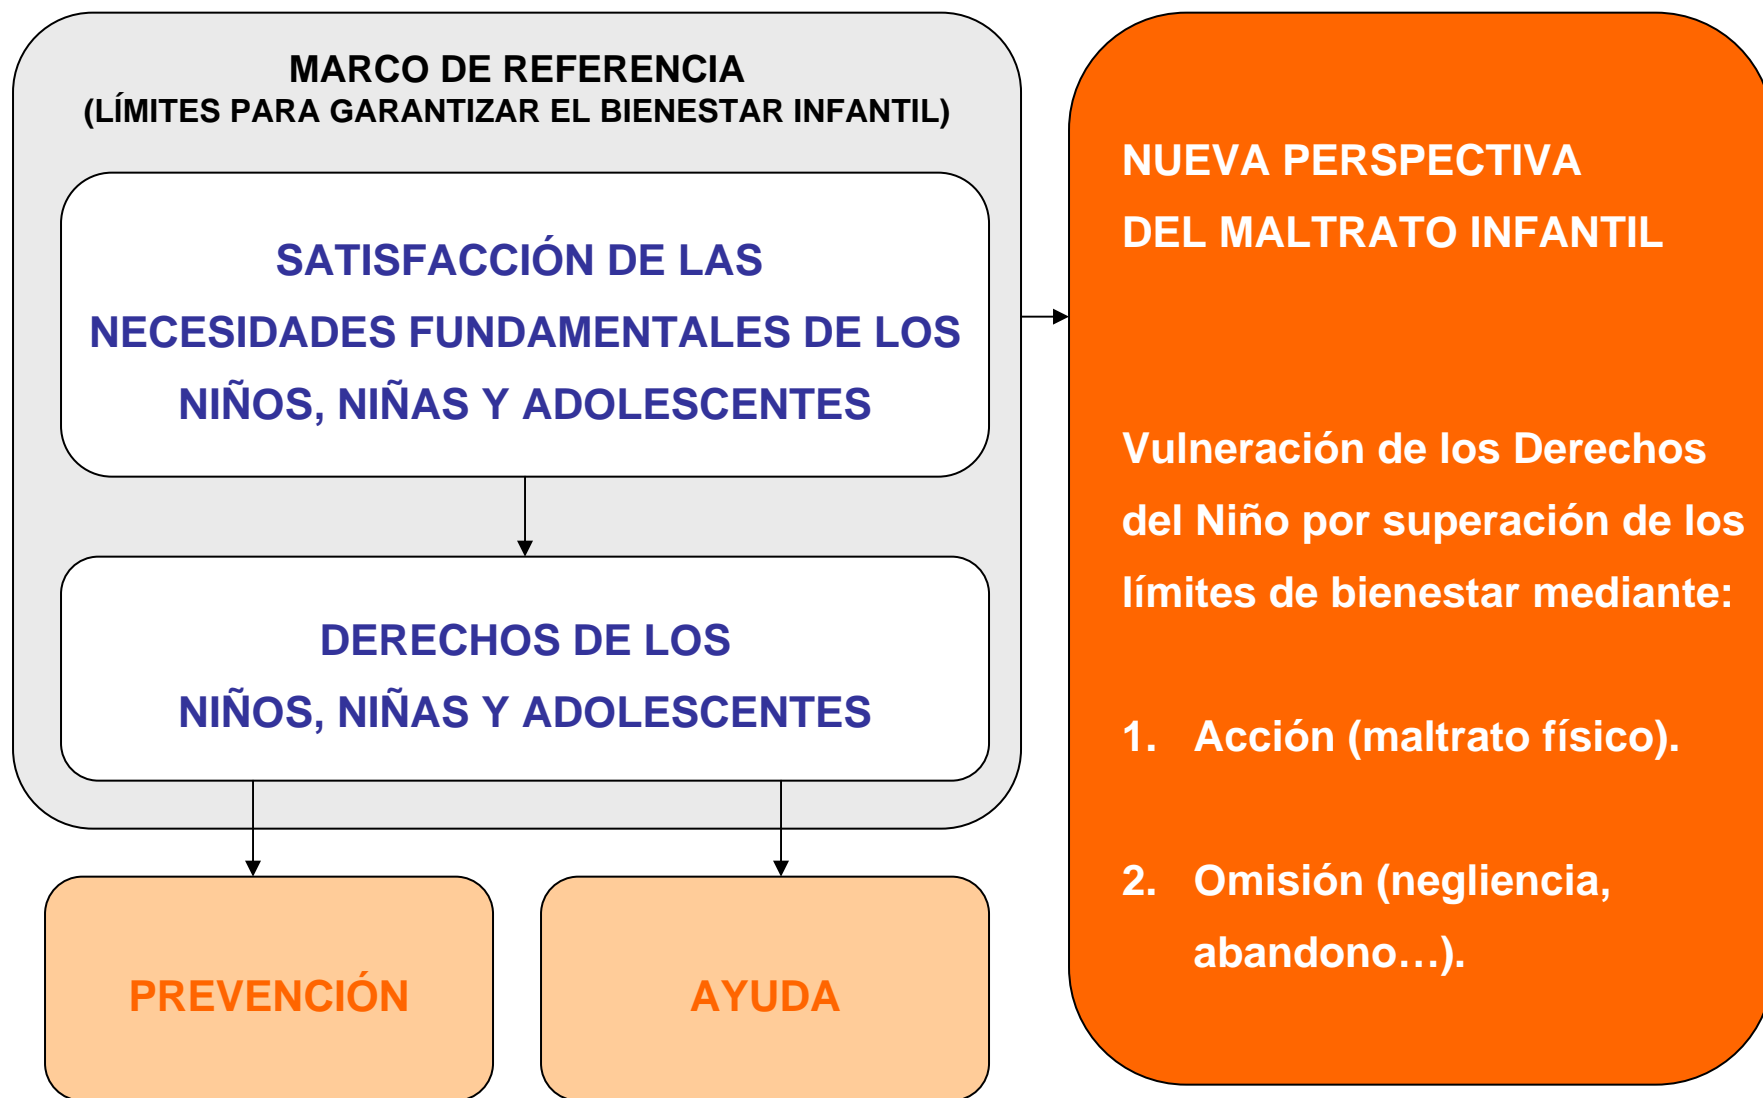 MARCO DE REFERENCIA
(LÍMITES PARA GARANTIZAR EL BIENESTAR INFANTIL)
SATISFACCIÓN DE LAS
NECESIDADES FUNDAMENTALES DE LOS
NIÑOS, NIÑAS Y ADOLESCENTES
DERECHOS DE LOS
NIÑOS, NIÑAS Y ADOLESCENTES
PREVENCIÓN
AYUDA
NUEVA PERSPECTIVA
DEL MALTRATO INFANTIL
Vulneración de los Derechos
del Niño por superación de los
límites de bienestar mediante:
1. Acción (maltrato físico).
2. Omisión (negliencia,
abandono…).